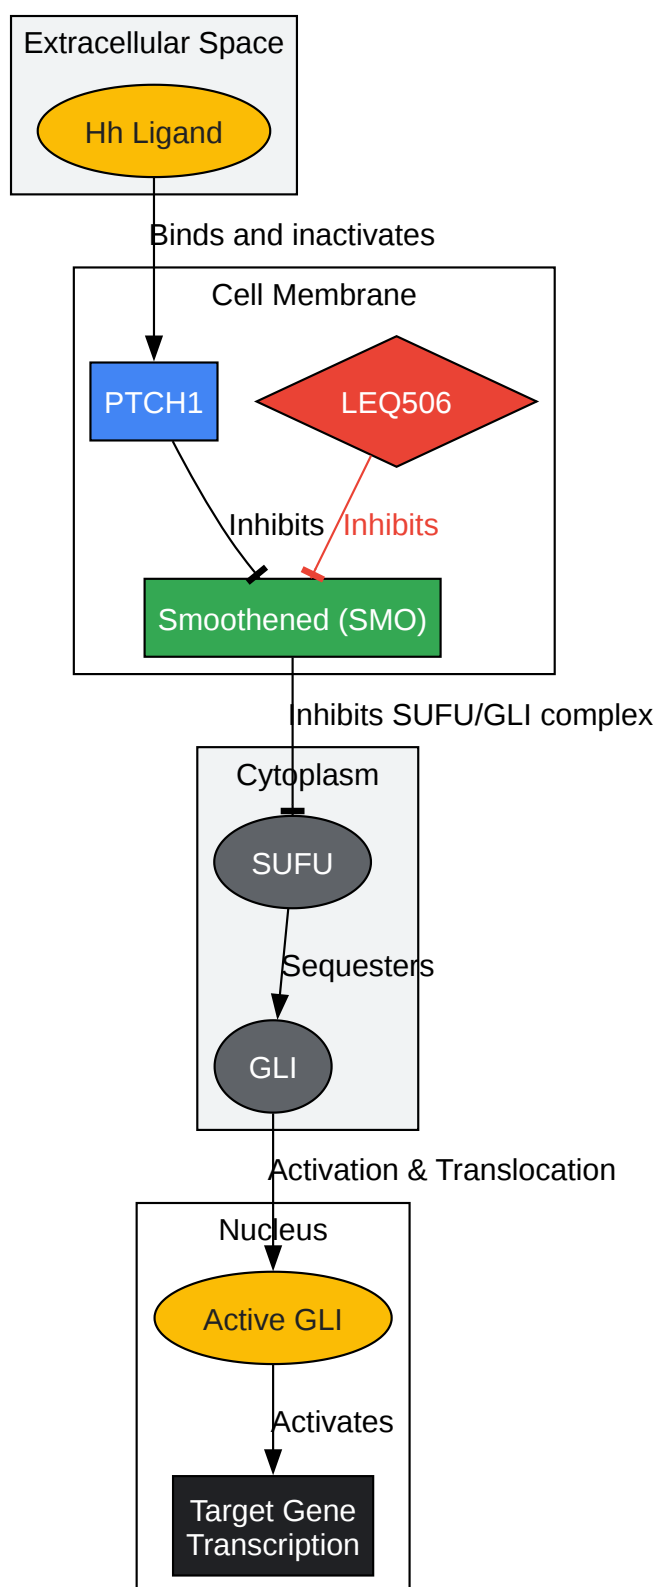 Extracellular Space
Hh Ligand
Binds and inactivates
Cell Membrane
PTCH1
LEQ506
Inhibits
Inhibits
Smoothened (SMO)
Inhibits SUFU/GLI complex
Cytoplasm
SUFU
Sequesters
GLI
Activation & Translocation
Nucleus
Active GLI
Activates
Target Gene
Transcription